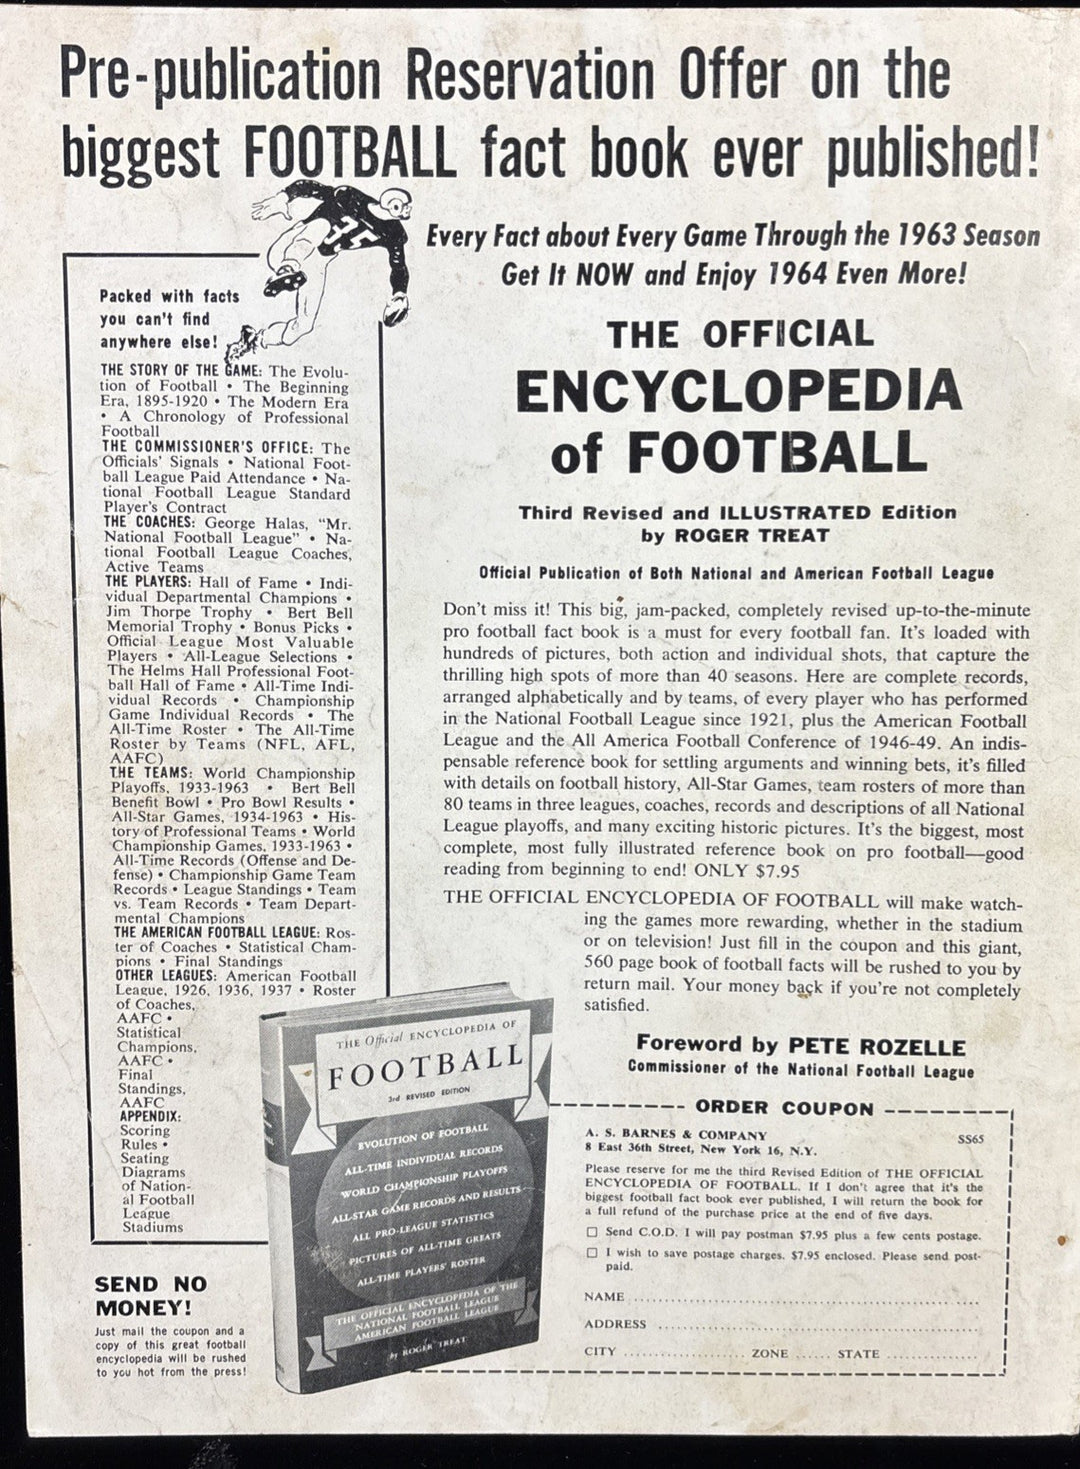 Pre-publication Reservation Offer on the
biggest FOOTBALL fact book ever published!
35
Every Fact about Every Game Through the 1963 Season
Get It NOW and Enjoy 1964 Even More!
Packed with facts
you can't find
anywhere else!
THE STORY OF THE GAME: The Evolu-
tion of Football • The Beginning
Era, 1895-1920 • The Modern Era
• A Chronology of Professional
Football
THE COMMISSIONER'S OFFICE: The
Officials' Signals • National Foot-
ball League Paid Attendance • Na-
tional Football League Standard
Player's Contract
THE COACHES: George Halas, "Mr.
National Football League" • Na-
tional Football League Coaches,
Active Teams
THE PLAYERS: Hall of Fame • Indi-
vidual Departmental Champions •
Jim Thorpe Trophy • Bert Bell
Memorial Trophy • Bonus Picks •
Official League Most Valuable
Players • All-League Selections •
The Helms Hall Professional Foot-
ball Hall of Fame • All-Time Indi-
vidual Records • Championship
Game Individual Records • The
All-Time Roster • The All-Time
Roster by Teams (NFL, AFL,
AAFC)
THE TEAMS: World Championship
Playoffs, 1933-1963 • Bert Bell
Benefit Bowl • Pro Bowl Results •
All-Star Games, 1934-1963 • His-
tory of Professional Teams • World
Championship Games, 1933-1963 •
All-Time Records (Offense and De-
fense) • Championship Game Team
Records • League Standings • Team
vs. Team Records • Team Depart-
mental Champions
THE AMERICAN FOOTBALL LEAGUE: Ros-
ter of Coaches • Statistical Cham-
pions • Final Standings
OTHER LEAGUES: American Football
League, 1926, 1936, 1937 • Roster
of Coaches,
AAFC •
Statistical
Champions,
AAFC •
Final
Standings,
AAFC
APPENDIX:
Scoring
Rules •
Seating
Diagrams
of Nation-
al Football
League
Stadiums
SEND NO
MONEY!
Just mail the coupon and a
copy of this great football
encyclopedia will be rushed
to you hot from the press!
THE OFFICIAL
ENCYCLOPEDIA
of FOOTBALL
Third Revised and ILLUSTRATED Edition
by ROGER TREAT
Official Publication of Both National and American Football League
Don't miss it! This big, jam-packed, completely revised up-to-the-minute
pro football fact book is a must for every football fan. It's loaded with
hundreds of pictures, both action and individual shots, that capture the
thrilling high spots of more than 40 seasons. Here are complete records,
arranged alphabetically and by teams, of every player who has performed
in the National Football League since 1921, plus the American Football
League and the All America Football Conference of 1946-49. An indis-
pensable reference book for settling arguments and winning bets, it's filled
with details on football history, All-Star Games, team rosters of more than
80 teams in three leagues, coaches, records and descriptions of all National
League playoffs, and many exciting historic pictures. It's the biggest, most
complete, most fully illustrated reference book on pro football—good
reading from beginning to end! ONLY $7.95
THE OFFICIAL ENCYCLOPEDIA OF FOOTBALL will make watch-
ing the games more rewarding, whether in the stadium
or on television! Just fill in the coupon and this giant,
560 page book of football facts will be rushed to you by
return mail. Your money back if you're not completely
satisfied.
Foreword by PETE ROZELLE
Commissioner of the National Football League
THE Official ENCYCLOPEDIA OF
FOOTBALL
3rd REVISED EDITION
EVOLUTION OF FOOTBALL
ALL-TIME INDIVIDUAL RECORDS
WORLD CHAMPIONSHIP PLAYOFFS
ALL-STAR GAME RECORDS AND RESULTS
ALL PRO-LEAGUE STATISTICS
PICTURES OF ALL-TIME GREATS
ALL-TIME PLAYERS' ROSTER
THE OFFICIAL ENCYCLOPEDIA OF THE
NATIONAL FOOTBALL LEAGUE
AMERICAN FOOTBALL LEAGUE
by ROGER TREAT
ORDER COUPON
A. S. BARNES & COMPANY SS65
8 East 36th Street, New York 16, N.Y.
Please reserve for me the third Revised Edition of THE OFFICIAL
ENCYCLOPEDIA OF FOOTBALL. If I don't agree that it's the
biggest football fact book ever published, I will return the book for
a full refund of the purchase price at the end of five days.
☐ Send C.O.D. I will pay postman $7.95 plus a few cents postage.
☐ I wish to save postage charges. $7.95 enclosed. Please send post-
paid.
NAME
ADDRESS
CITY ZONE STATE